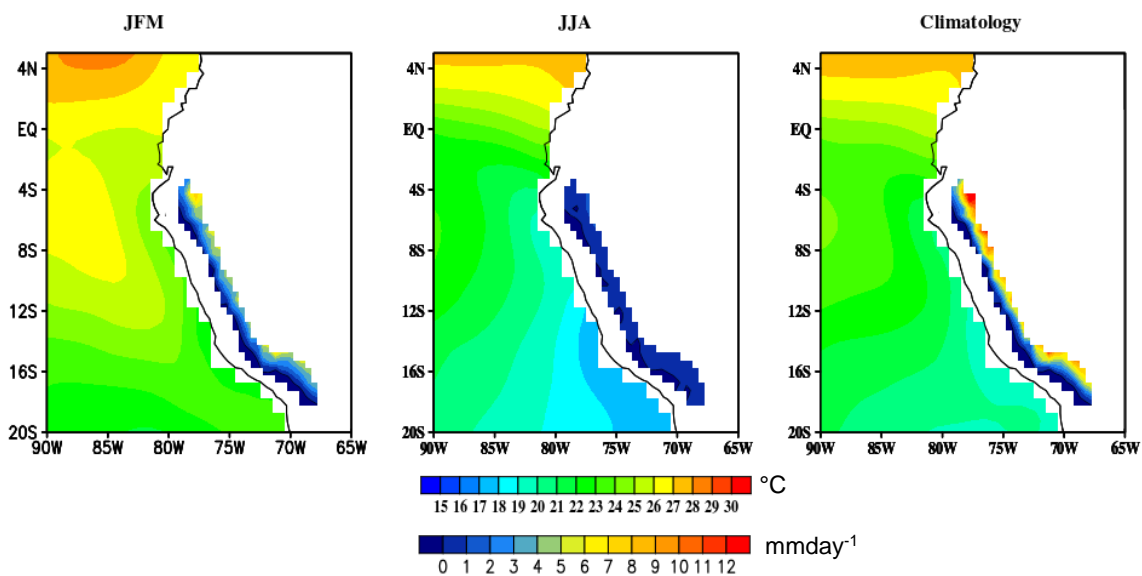 JFM
JJA
Climatology
4N
EQ
4S
8S
12S
16S
20S
90W 85W 80W 75W 70W 65W
4N
EQ
4S
8S
12S
16S
20S
90W 85W 80W 75W 70W 65W
4N
EQ
4S
8S
12S
16S
20S
90W 85W 80W 75W 70W 65W
15 16 17 18 19 20 21 22 23 24 25 26 27 28 29 30 °C
0 1 2 3 4 5 6 7 8 9 10 11 12 mmday⁻¹